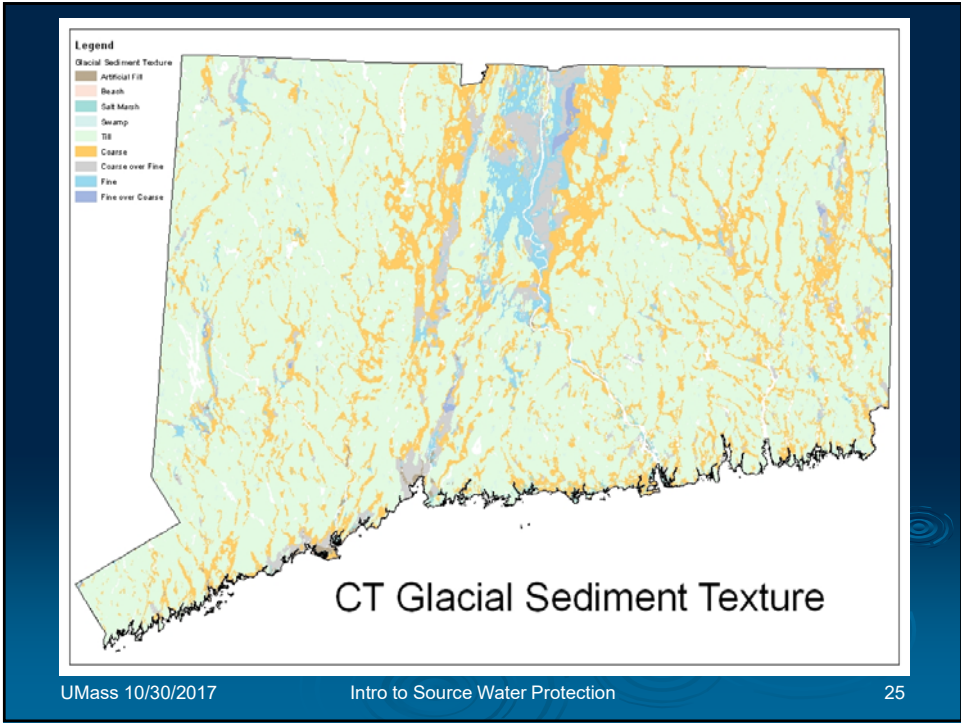 Legend
Glacial Sediment Texture
Artificial Fill
Beach
Salt Marsh
Swamp
Till
Coarse
Coarse over Fine
Fine
Fine over Coarse
CT Glacial Sediment Texture
UMass 10/30/2017
Intro to Source Water Protection
25